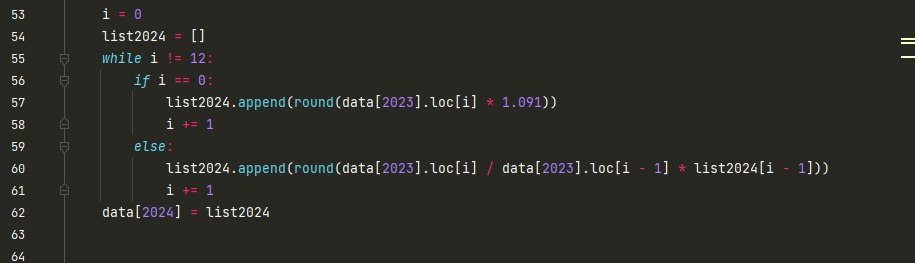 53 i = 0
54 list2024 = []
55 while i != 12:
56 if i == 0:
57 list2024.append(round(data[2023].loc[i] * 1.091))
58 i += 1
59 else:
60 list2024.append(round(data[2023].loc[i] / data[2023].loc[i - 1] * list2024[i - 1]))
61 i += 1
62 data[2024] = list2024
63
64